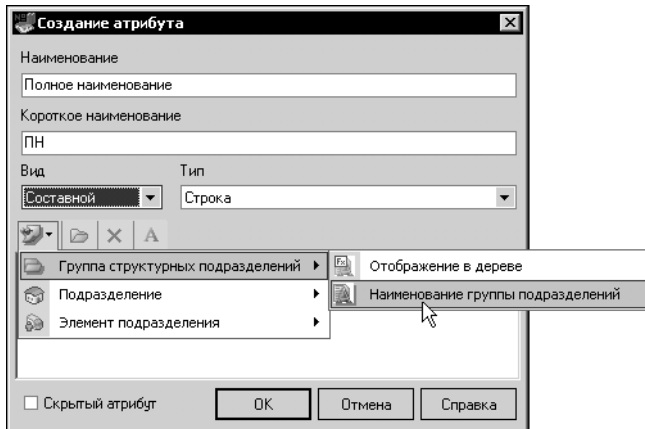 Создание атрибута
Наименование
Полное наименование
Короткое наименование
ПН
Вид Тип
Составной Строка
A
Группа структурных подразделений Отображение в дереве
Подразделение Наименование группы подразделений
Элемент подразделения
Скрытый атрибут OK Отмена Справка